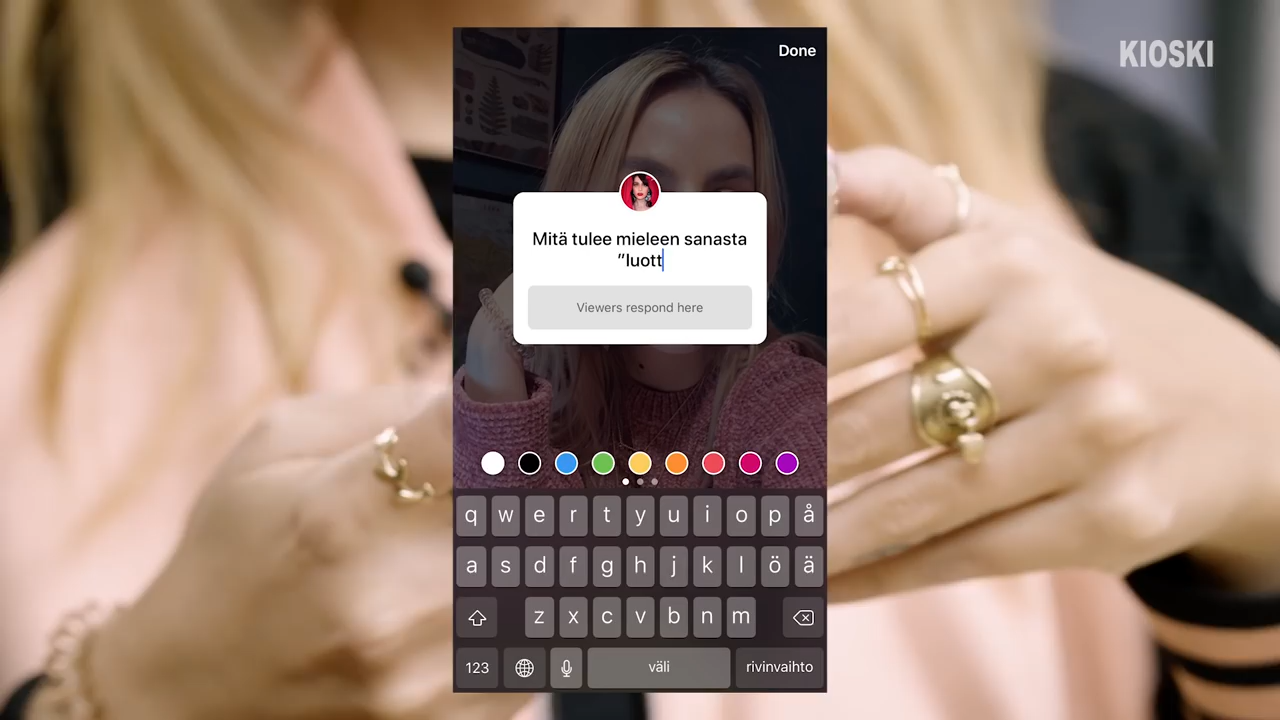 KIOSKI
Done
Mitä tulee mieleen sanasta
"luott
Viewers respond here
q w e r t y u i o p å
a s d f g h j k l ö ä
z x c v b n m
123 väli rivinvaihto